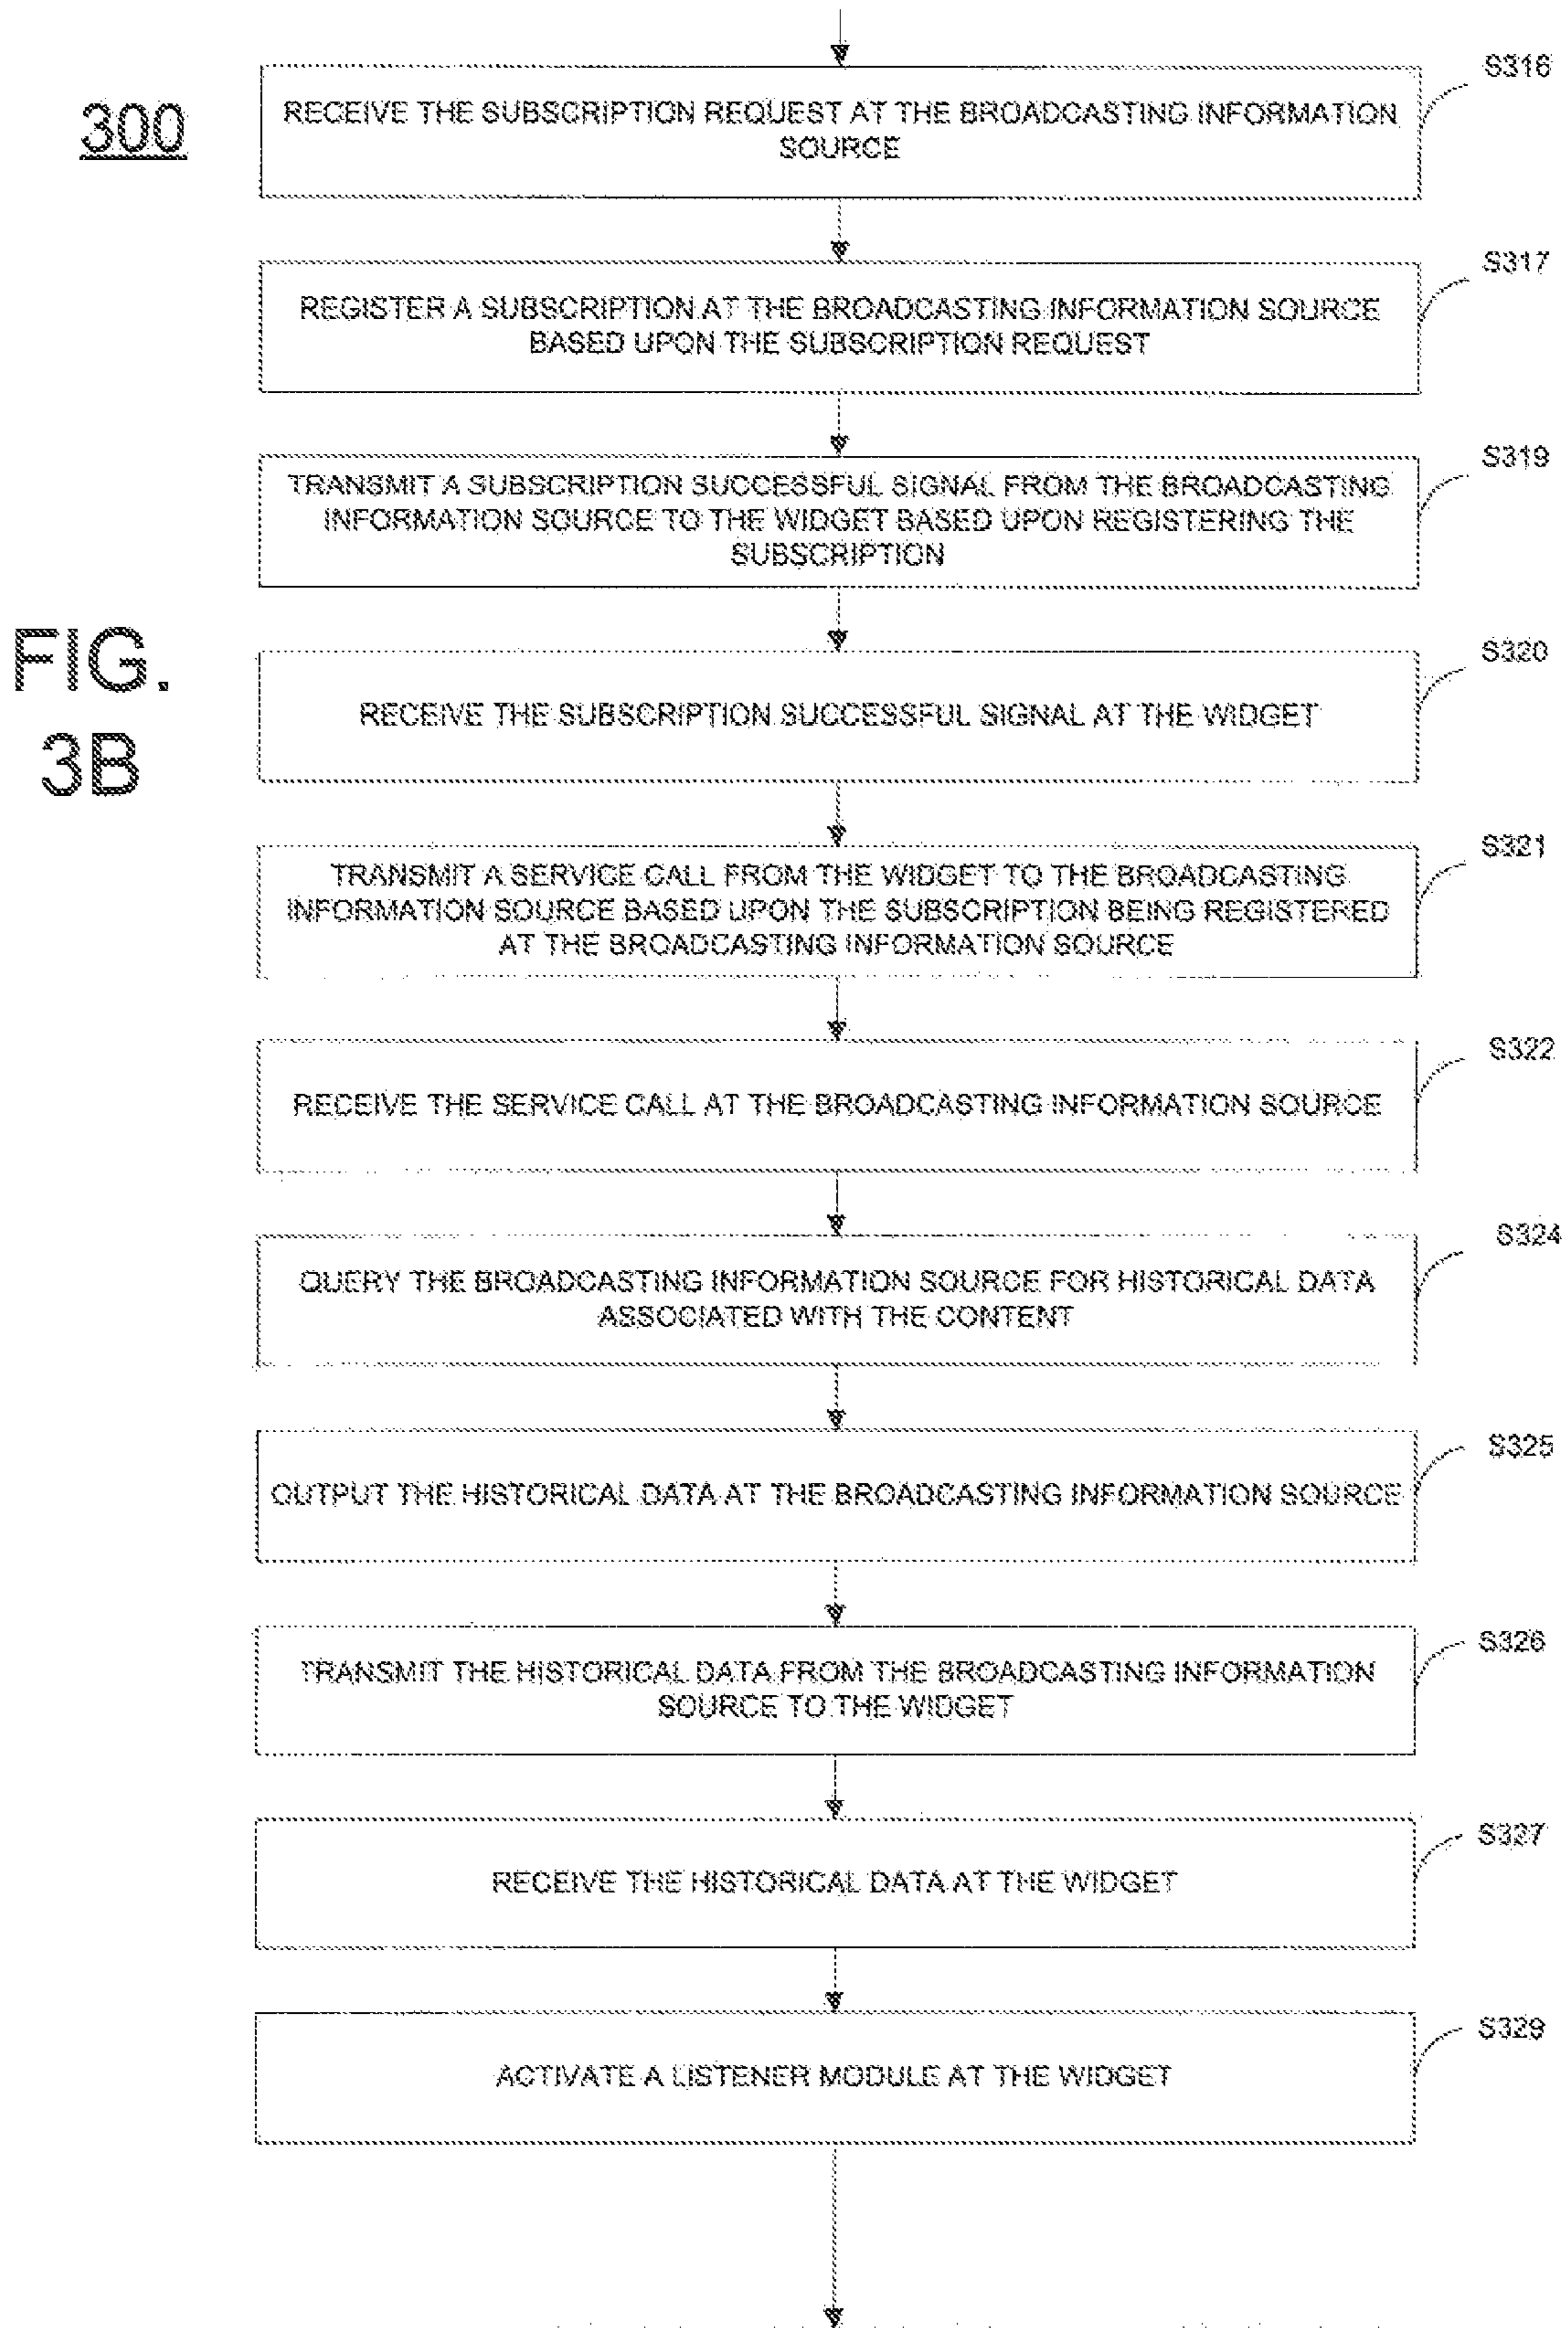 300
RECEIVE THE SUBSCRIPTION REQUEST AT THE BROADCASTING INFORMATION
SOURCE
S316
REGISTER A SUBSCRIPTION AT THE BROADCASTING INFORMATION SOURCE
BASED UPON THE SUBSCRIPTION REQUEST
S317
TRANSMIT A SUBSCRIPTION SUCCESSFUL SIGNAL FROM THE BROADCASTING
INFORMATION SOURCE TO THE WIDGET BASED UPON REGISTERING THE
SUBSCRIPTION
S319
FIG.
3B
RECEIVE THE SUBSCRIPTION SUCCESSFUL SIGNAL AT THE WIDGET
S320
TRANSMIT A SERVICE CALL FROM THE WIDGET TO THE BROADCASTING
INFORMATION SOURCE BASED UPON THE SUBSCRIPTION BEING REGISTERED
AT THE BROADCASTING INFORMATION SOURCE
S321
RECEIVE THE SERVICE CALL AT THE BROADCASTING INFORMATION SOURCE
S322
QUERY THE BROADCASTING INFORMATION SOURCE FOR HISTORICAL DATA
ASSOCIATED WITH THE CONTENT
S324
OUTPUT THE HISTORICAL DATA AT THE BROADCASTING INFORMATION SOURCE
S325
TRANSMIT THE HISTORICAL DATA FROM THE BROADCASTING INFORMATION
SOURCE TO THE WIDGET
S326
RECEIVE THE HISTORICAL DATA AT THE WIDGET
S327
ACTIVATE A LISTENER MODULE AT THE WIDGET
S329